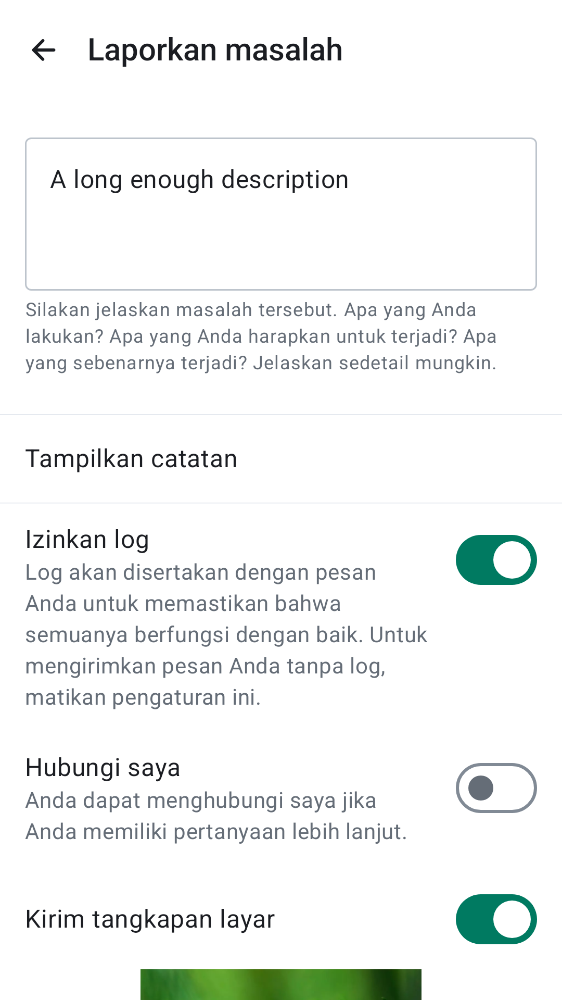 Laporkan masalah
A long enough description
Silakan jelaskan masalah tersebut. Apa yang Anda
lakukan? Apa yang Anda harapkan untuk terjadi? Apa
yang sebenarnya terjadi? Jelaskan sedetail mungkin.
Tampilkan catatan
Izinkan log
Log akan disertakan dengan pesan
Anda untuk memastikan bahwa
semuanya berfungsi dengan baik. Untuk
mengirimkan pesan Anda tanpa log,
matikan pengaturan ini.
Hubungi saya
Anda dapat menghubungi saya jika
Anda memiliki pertanyaan lebih lanjut.
Kirim tangkapan layar